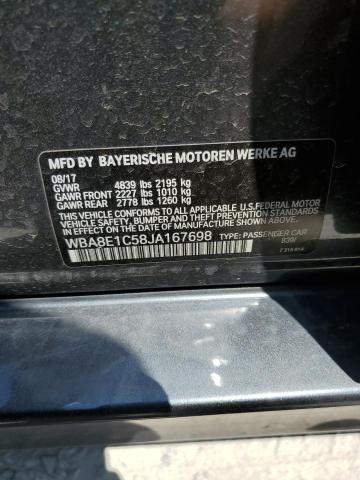 MFD BY BAYERISCHE MOTOREN WERKE AG
08/17
GVWR 4839 lbs 2195 kg
GAWR FRONT 2227 lbs 1010 kg
GAWR REAR 2778 lbs 1260 kg
THIS VEHICLE CONFORMS TO ALL APPLICABLE U.S. FEDERAL MOTOR
VEHICLE SAFETY, BUMPER, AND THEFT PREVENTION STANDARDS
IN EFFECT ON THE DATE OF MANUFACTURE SHOWN ABOVE.
WBA8E1C58JA167698 TYPE: PASSENGER CAR